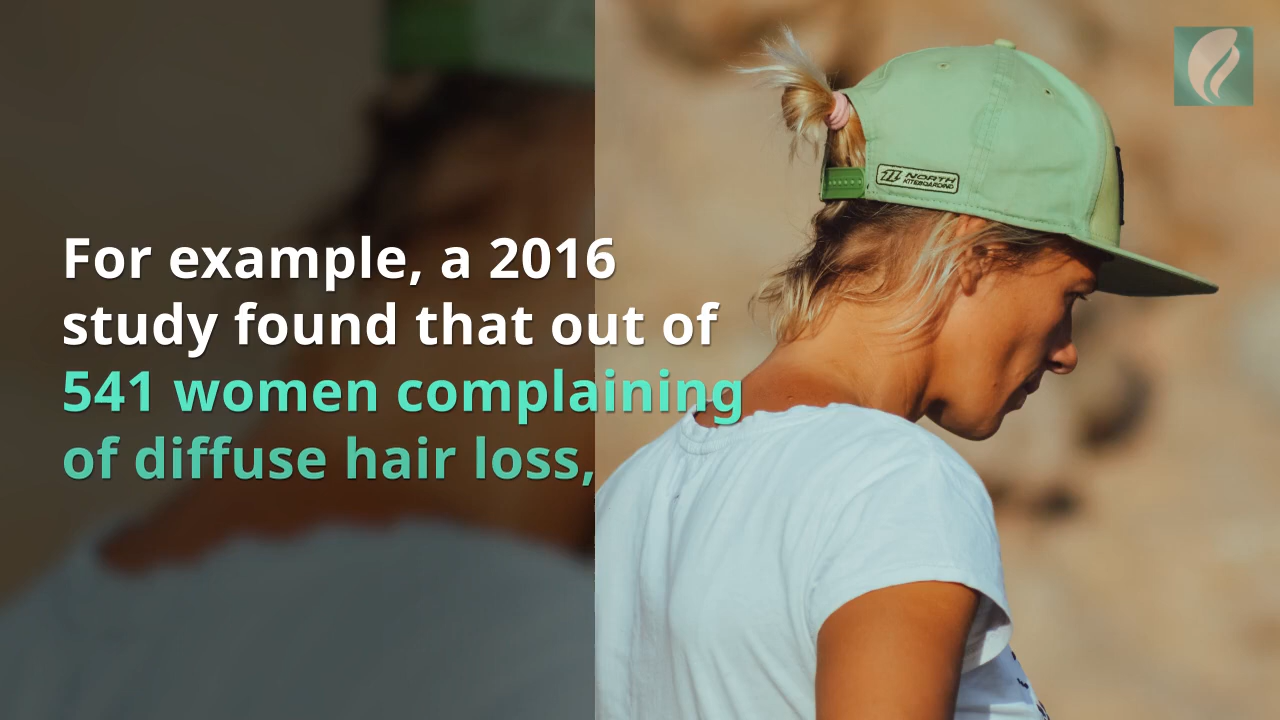 For example, a 2016
study found that out of
541 women complaining
of diffuse hair loss,
NORTH
KITEBOARDING